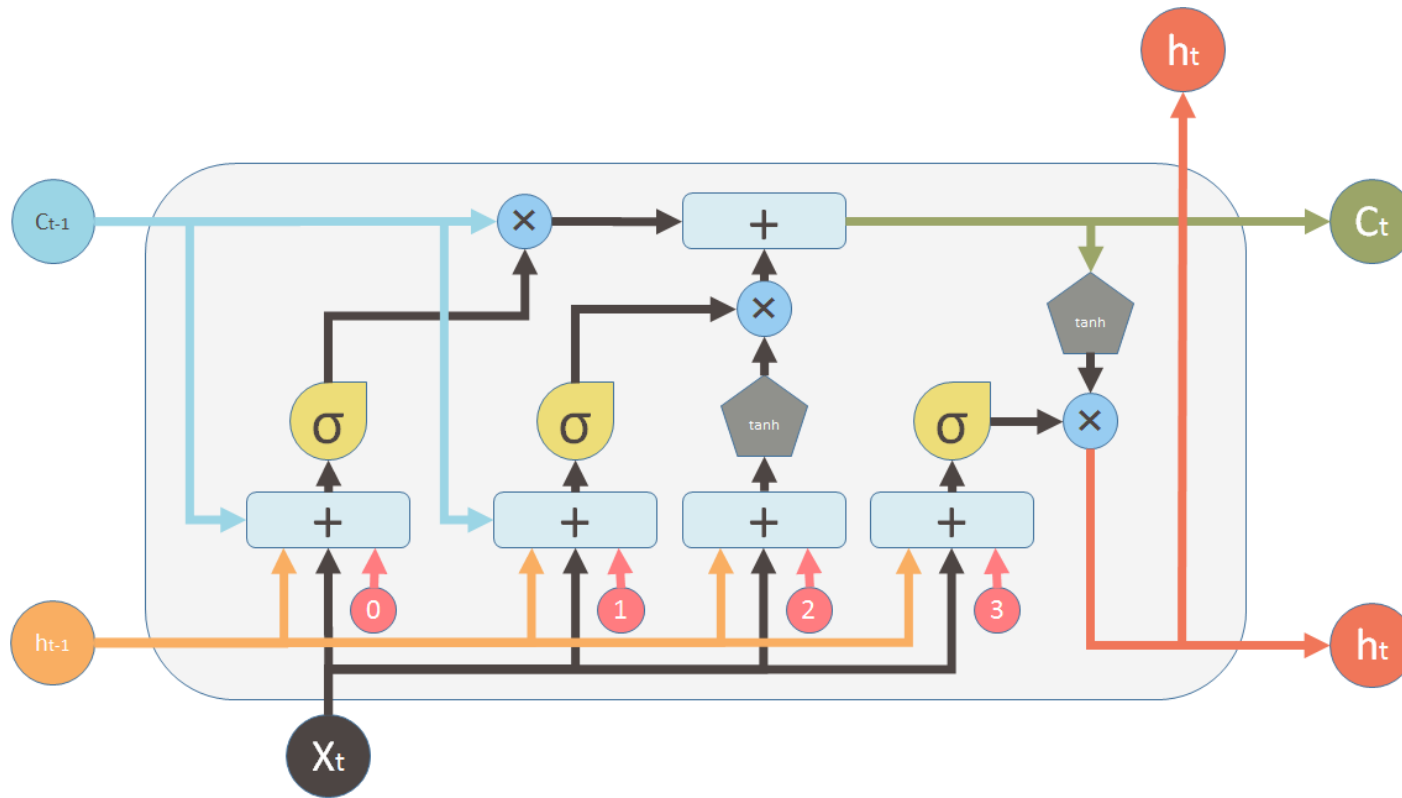 ht
Ct-1
×
+
Ct
×
tanh
σ
σ
tanh
σ
×
+
+
+
+
0
1
2
3
ht-1
ht
Xt